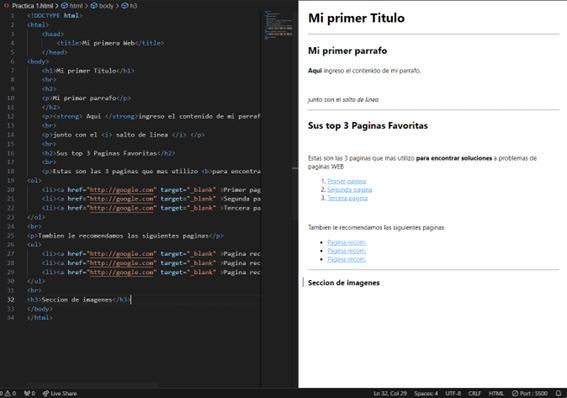 Practica 1.html > html > body > h3
1 <!DOCTYPE html>
2 <html>
3 <head>
4 <title>Mi primera Web</title>
5 </head>
6 <body>
7 <h1>Mi primer Titulo</h1>
8 <hr>
9 <h2>
10 <p>Mi primer parrafo</p>
11 </h2>
12 <p><strong> Aqui </strong>ingreso el contenido de mi parraf
13 <br>
14 <p>junto con el <i> salto de linea </i> </p>
15 <hr>
16 <h2>Sus top 3 Paginas Favoritas</h2>
17 <br>
18 <p>Estas son las 3 paginas que mas utilizo <b>para encontra
19 <ol>
20 <li><a href="http://google.com" target="_blank" >Primer pag
21 <li><a href="http://google.com" target="_blank" >Segunda pa
22 <li><a href="http://google.com" target="_blank" >Tercera pa
23 </ol>
24 <br>
25 <p>Tambien le recomendamos las siguientes paginas</p>
26 <ul>
27 <li><a href="http://google.com" target="_blank" >Pagina rec
28 <li><a href="http://google.com" target="_blank" >Pagina rec
29 <li><a href="http://google.com" target="_blank" >Pagina rec
30 </ul>
31 <hr>
32 <h3>Seccion de imagenes</h3>
33 </body>
34 </html>
Mi primer Titulo
Mi primer parrafo
Aqui ingreso el contenido de mi parrafo.
junto con el salto de linea
Sus top 3 Paginas Favoritas
Estas son las 3 paginas que mas utilizo para encontrar soluciones a problemas de
paginas WEB
1. Primer pagina
2. Segunda pagina
3. Tercera pagina
Tambien le recomendamos las siguientes paginas
• Pagina recom.
• Pagina recom.
• Pagina recom.
Seccion de imagenes
0 0 0 Live Share Ln 32, Col 29 Spaces: 4 UTF-8 CRLF HTML Port : 5500